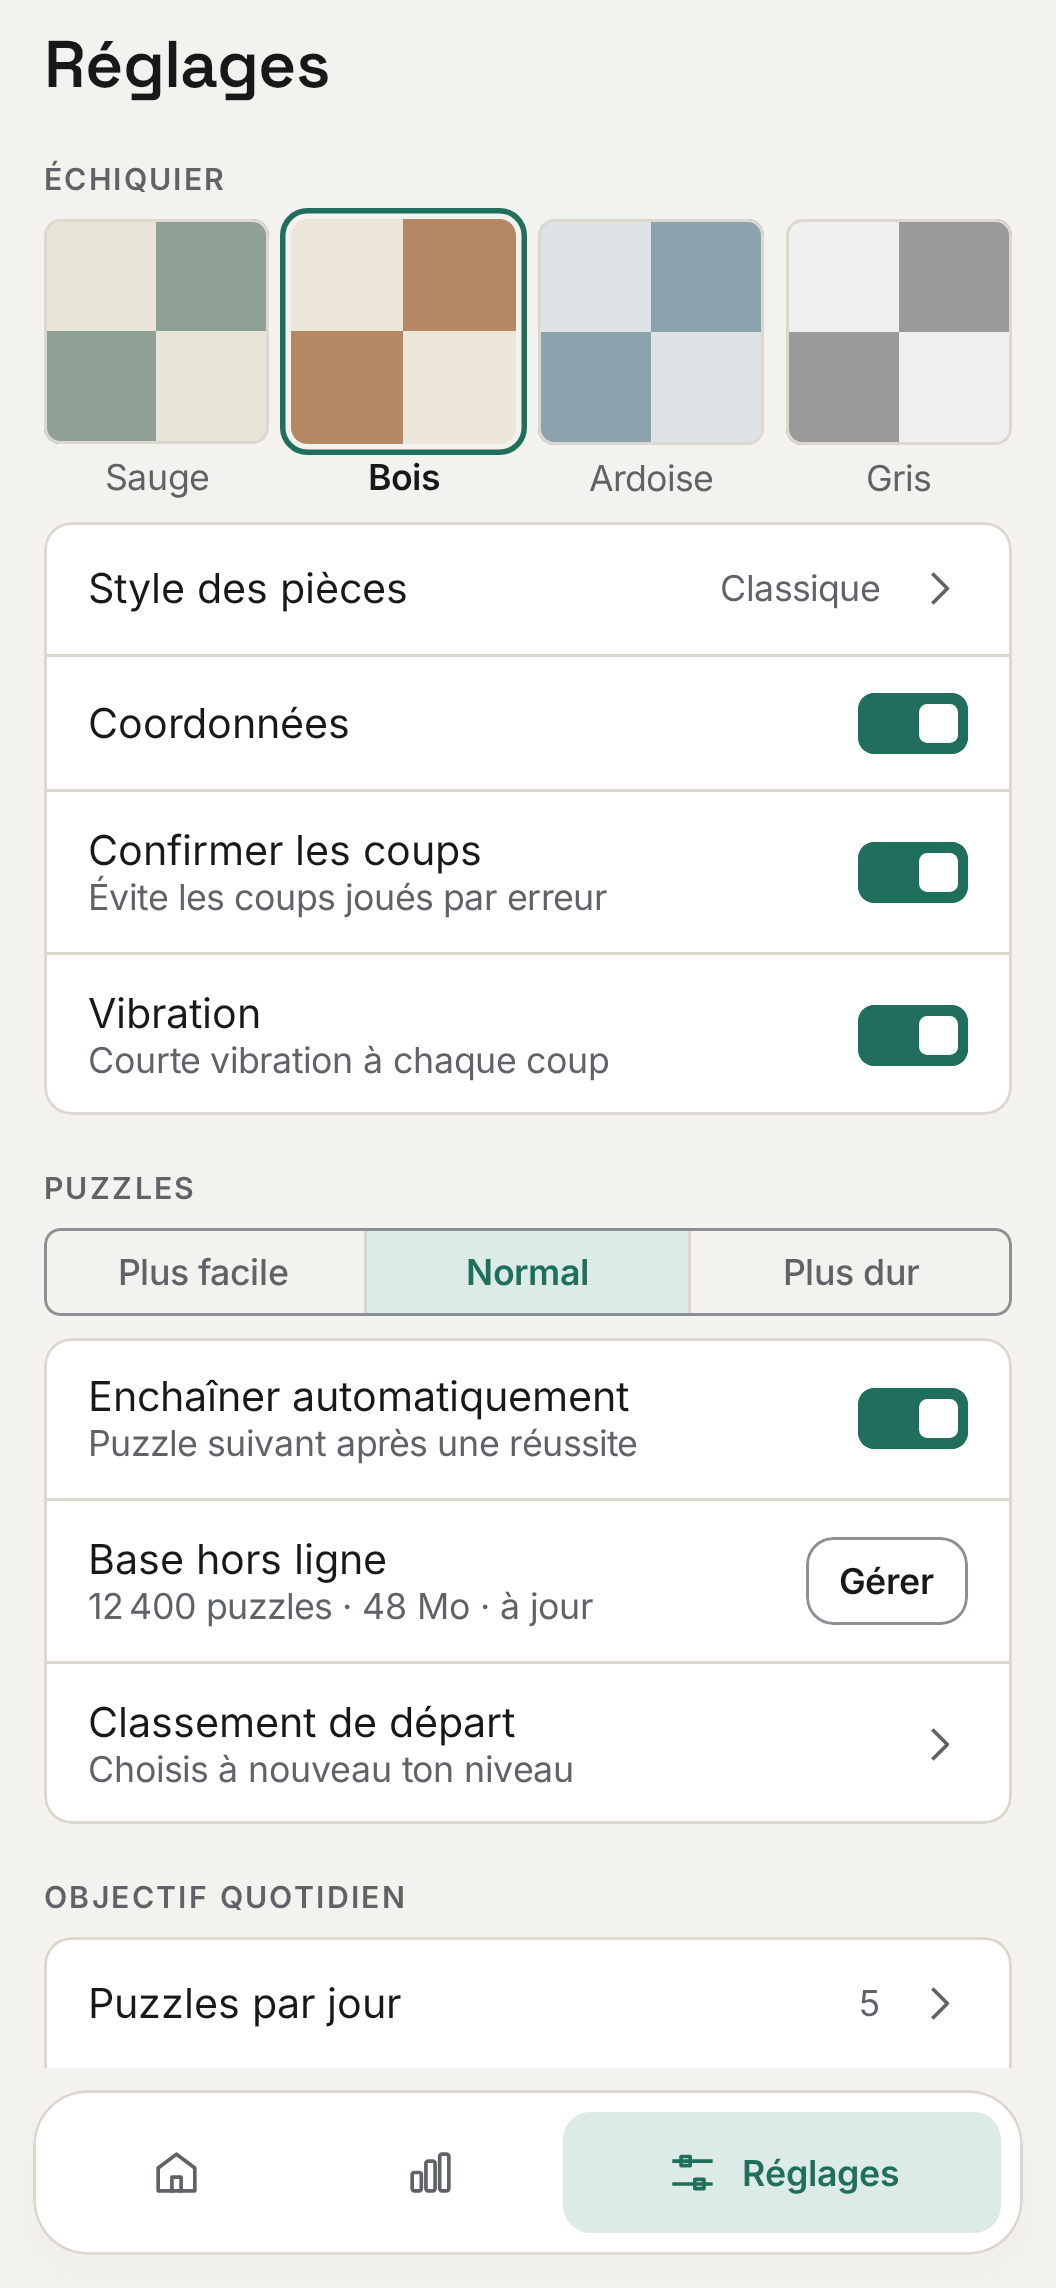 Réglages
ÉCHIQUIER
Sauge
Bois
Ardoise
Gris
Style des pièces
Classique
Coordonnées
Confirmer les coups
Évite les coups joués par erreur
Vibration
Courte vibration à chaque coup
PUZZLES
Plus facile
Normal
Plus dur
Enchaîner automatiquement
Puzzle suivant après une réussite
Base hors ligne
12 400 puzzles · 48 Mo · à jour
Gérer
Classement de départ
Choisis à nouveau ton niveau
OBJECTIF QUOTIDIEN
Puzzles par jour
5
Réglages